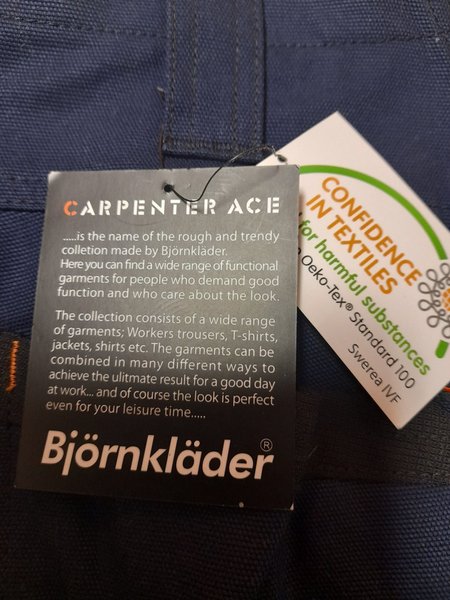 CARPENTER ACE
.....is the name of the rough and trendy
colletion made by Björnkläder.
Here you can find a wide range of functional
garments for people who demand good
function and who care about the look.
The collection consists of a wide range
of garments; Workers trousers, T-shirts,
jackets, shirts etc. The garments can be
combined in many different ways to
achieve the ulitmate result for a good day
at work... and of course the look is perfect
even for your leisure time.....
Björnkläder®
CONFIDENCE
IN TEXTILES
for harmful substances
Oeko-Tex® Standard 100
Swerea IVF